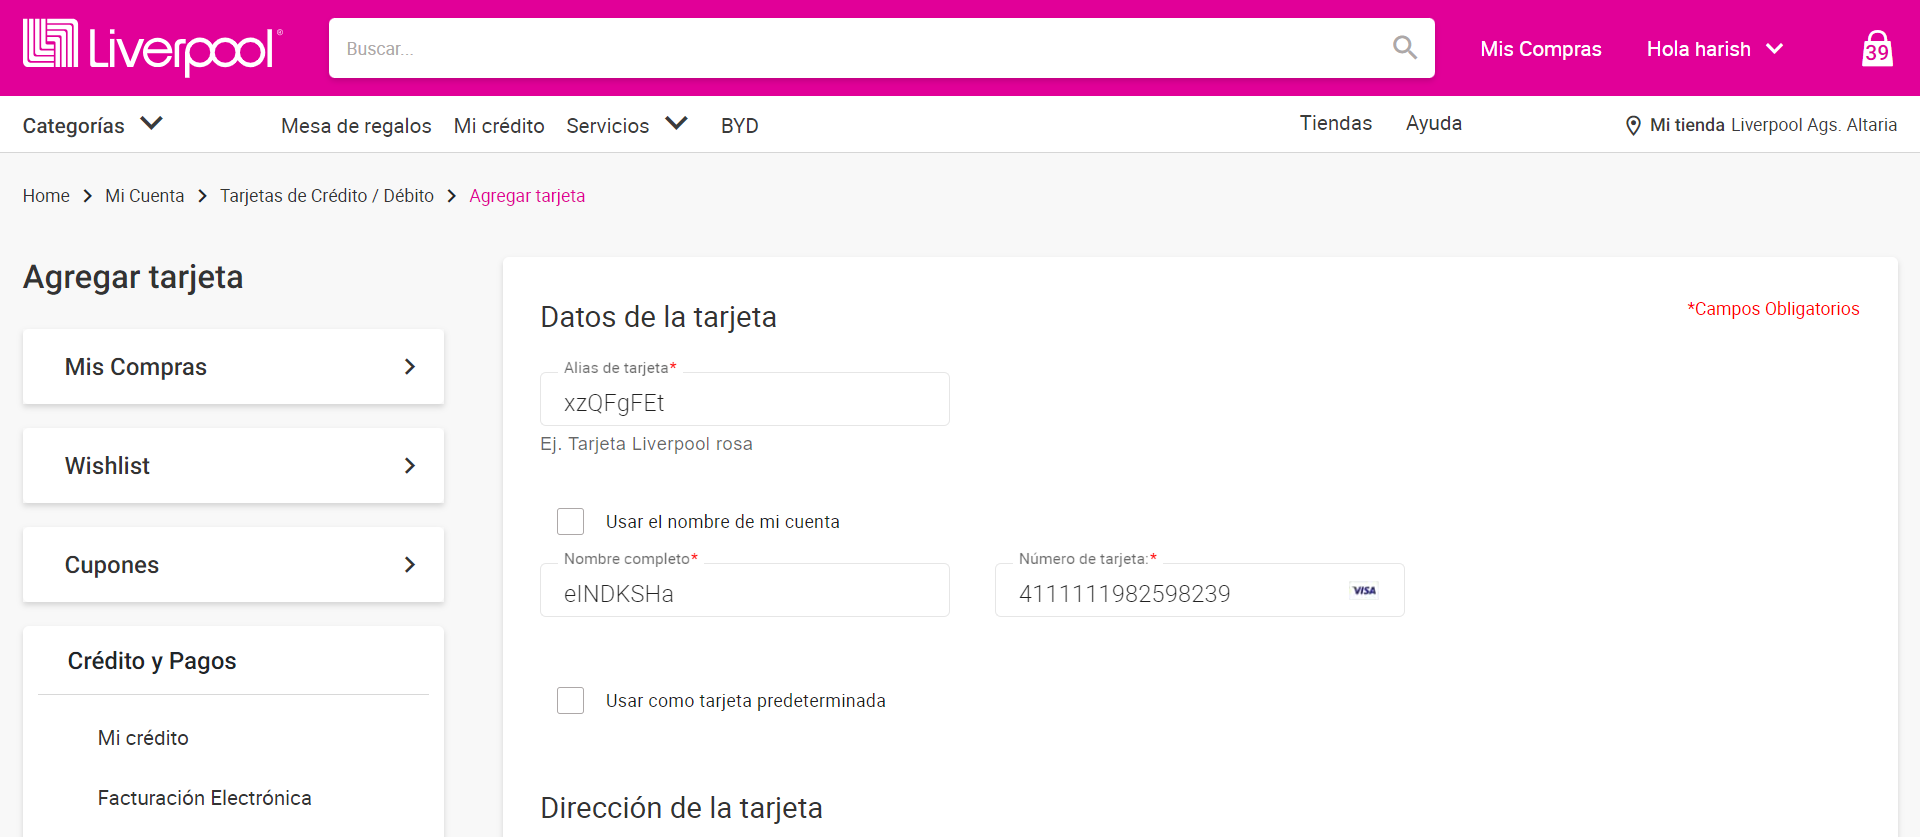 Liverpool®
Buscar...
Mis Compras
Hola harish
39
Categorías
Mesa de regalos
Mi crédito
Servicios
BYD
Tiendas
Ayuda
Mi tienda Liverpool Ags. Altaria
Home > Mi Cuenta > Tarjetas de Crédito / Débito > Agregar tarjeta
Agregar tarjeta
Mis Compras
Wishlist
Cupones
Crédito y Pagos
Mi crédito
Facturación Electrónica
Datos de la tarjeta
*Campos Obligatorios
Alias de tarjeta*
xzQFgFEt
Ej. Tarjeta Liverpool rosa
Usar el nombre de mi cuenta
Nombre completo*
eINDKSHa
Número de tarjeta:*
4111111982598239
VISA
Usar como tarjeta predeterminada
Dirección de la tarjeta